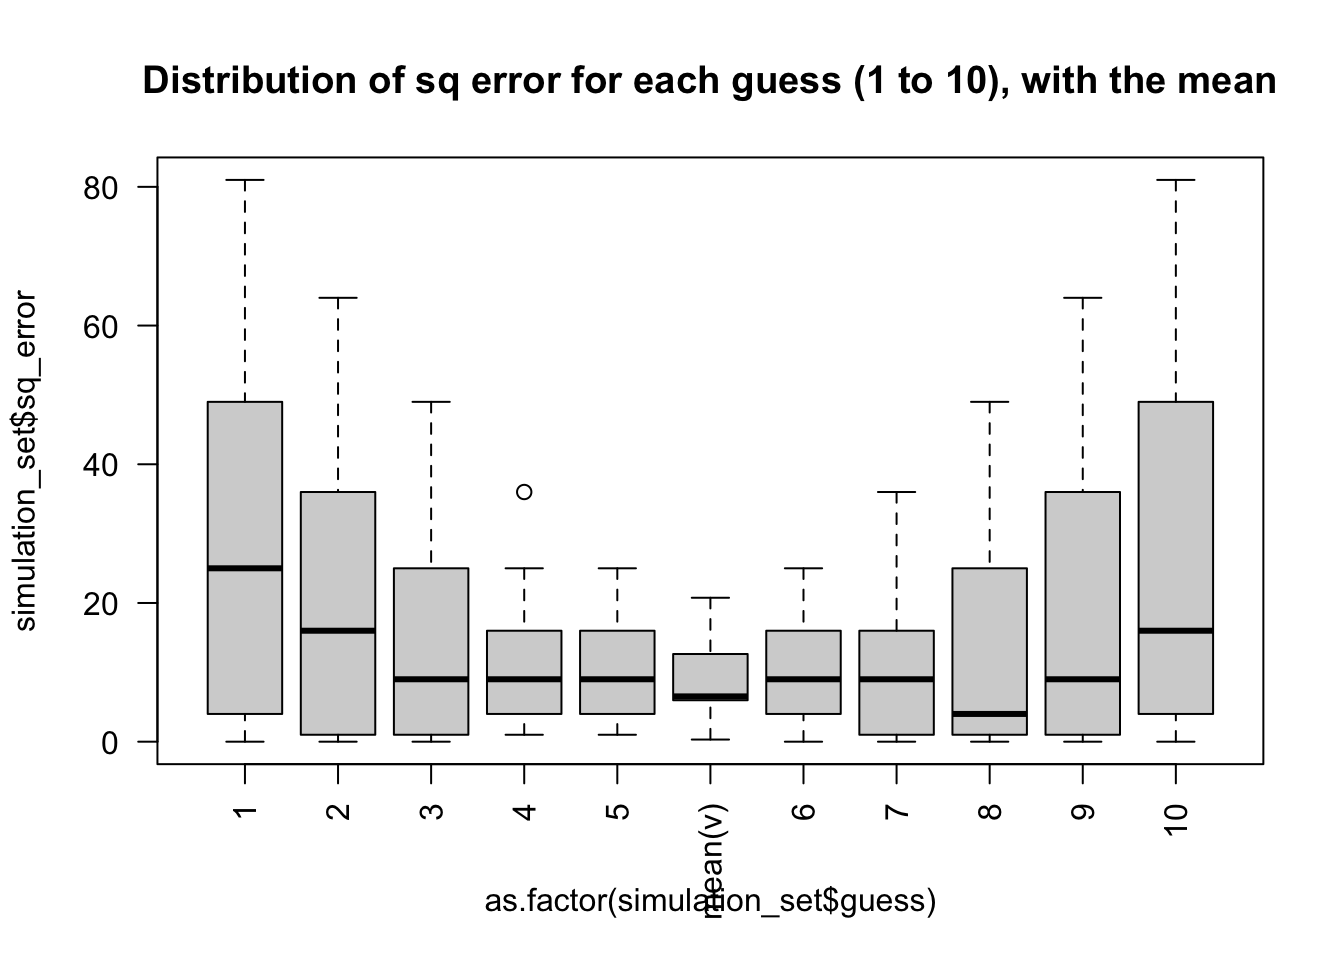 Distribution of sq error for each guess (1 to 10), with the mean
simulation_set$sq_error
80
60
40
20
0
1 2 3 4 5 mean(v) 6 7 8 9 10
as.factor(simulation_set$guess)